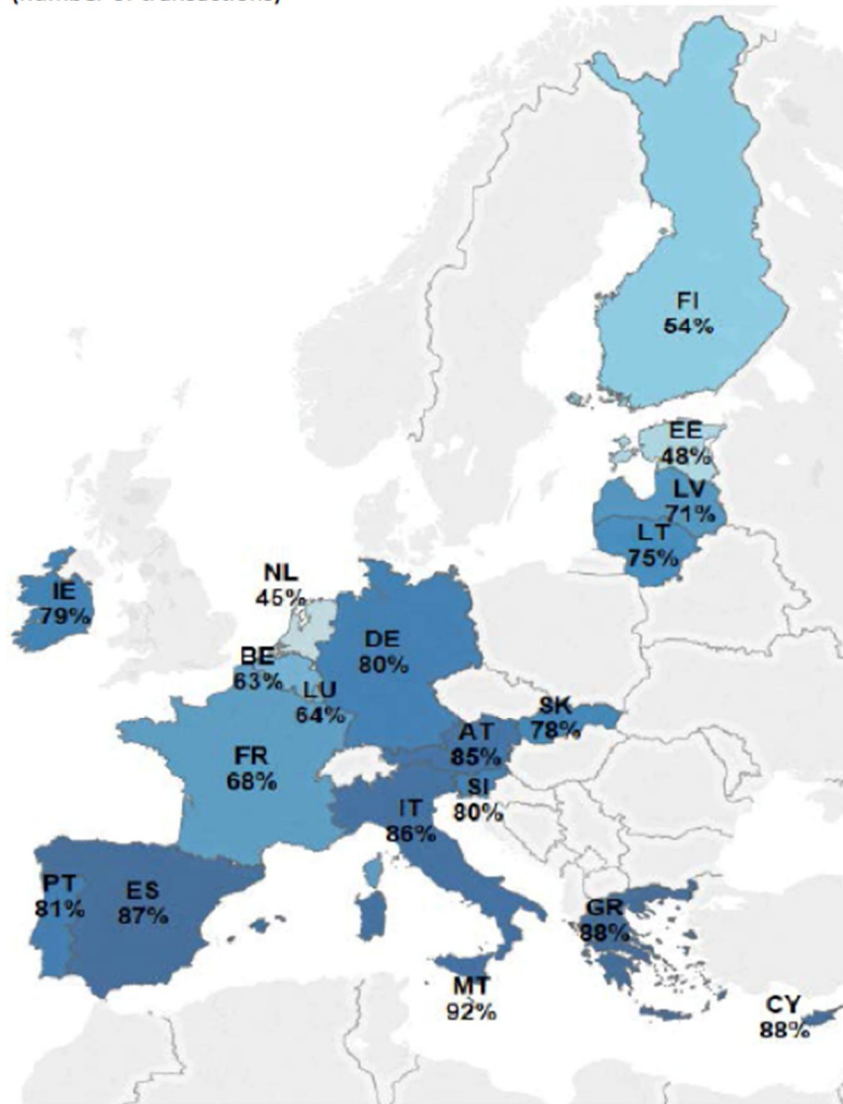 (number of transactions)
FI
54%
EE
48%
LV
71%
LT
75%
IE
79%
NL
45%
DE
80%
BE
63%
LU
64%
SK
78%
AT
85%
FR
68%
SI
80%
IT
86%
PT
81%
ES
87%
GR
88%
MT
92%
CY
88%